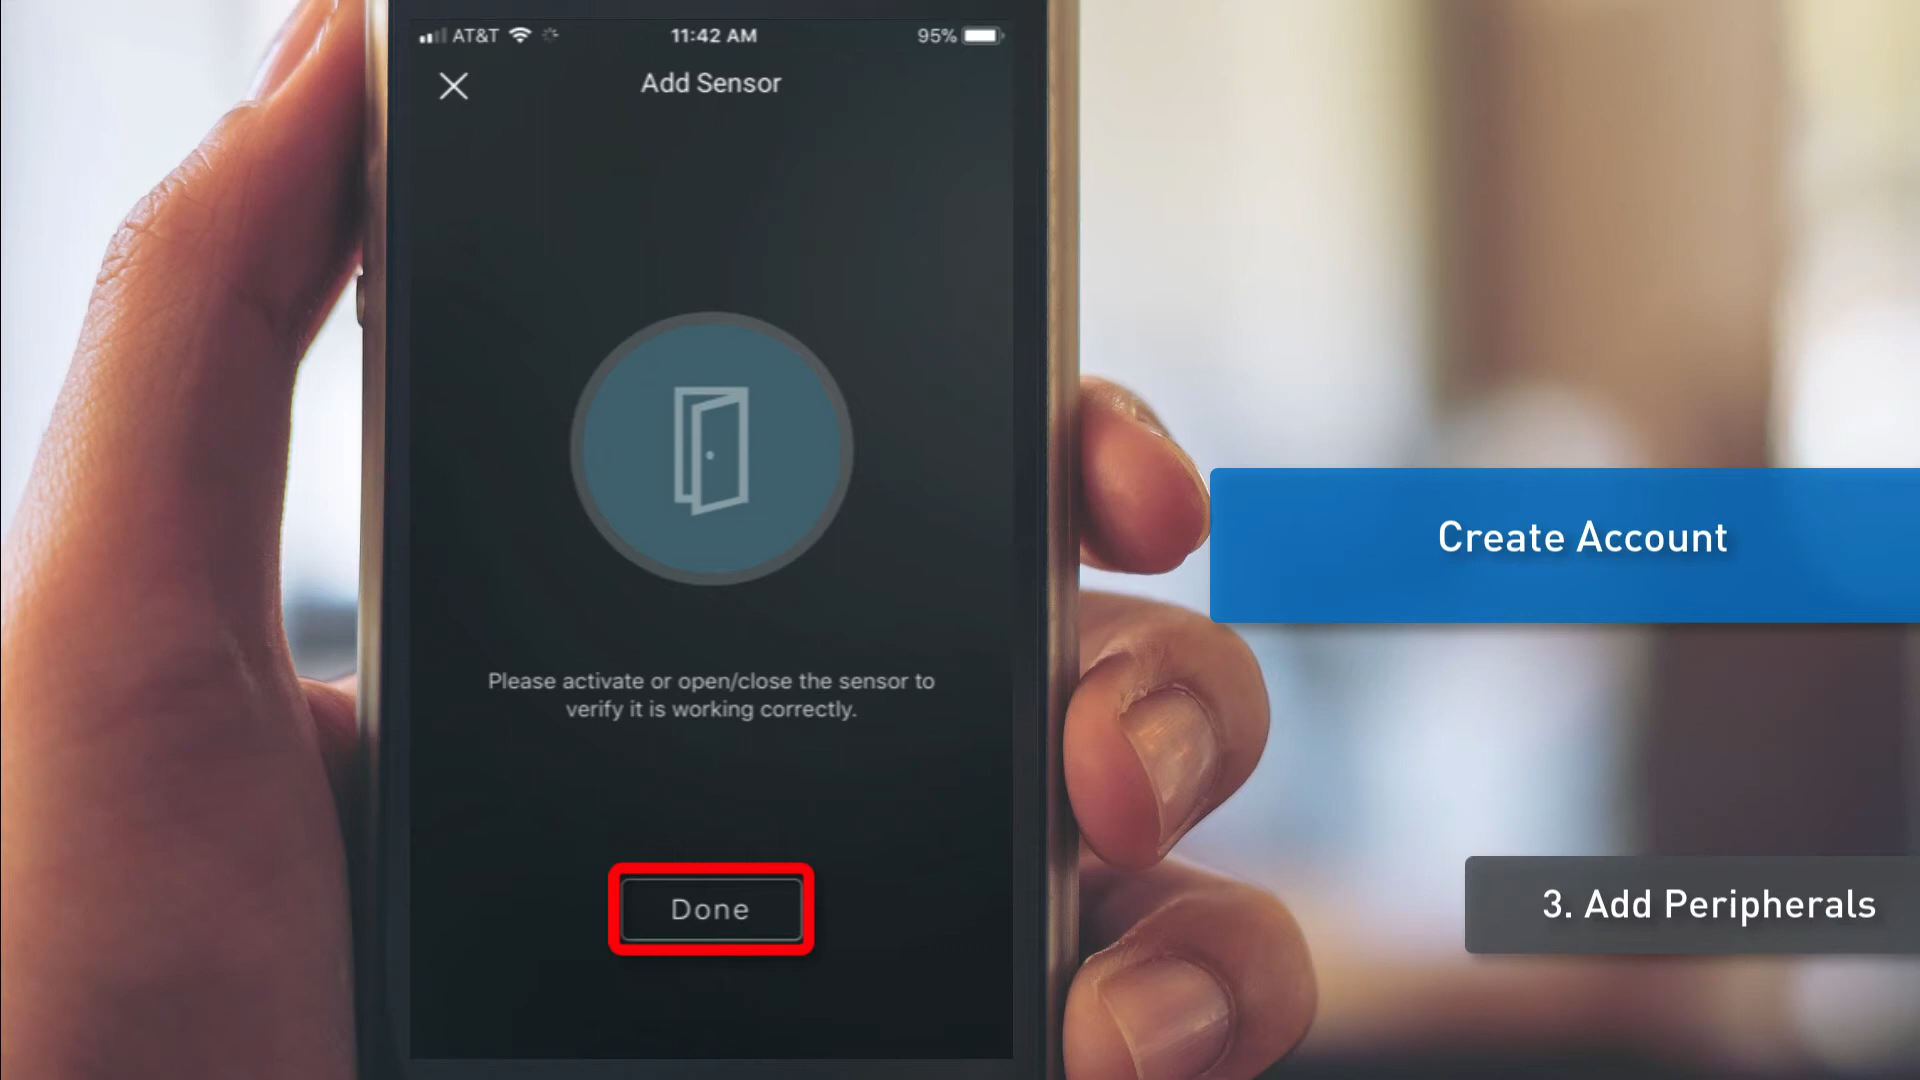 AT&T
11:42 AM
95%
Add Sensor
Please activate or open/close the sensor to
verify it is working correctly.
Done
Create Account
3. Add Peripherals